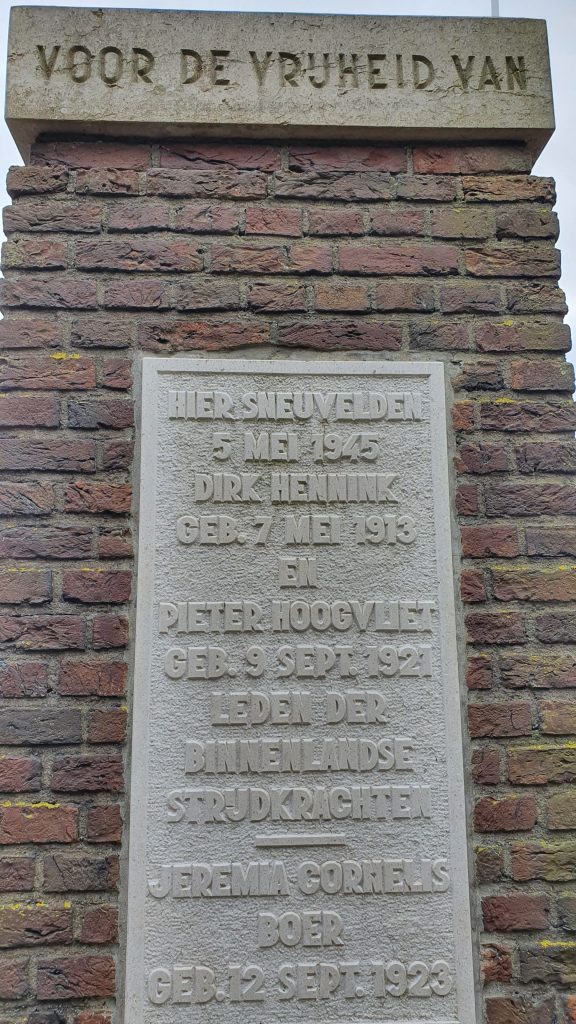 VOOR DE VRIJHEID VAN
HIER SNEUVELDEN
5 MEI 1945
DIRK HENNINK
GEB. 7 MEI 1913
EN
PIETER HOOGVLIET
GEB. 9 SEPT. 1921
LEDEN DER
BINNENLANDSE
STRIJDKRACHTEN
JEREMIA CORNELIS
BOER
GEB. 12 SEPT. 1923